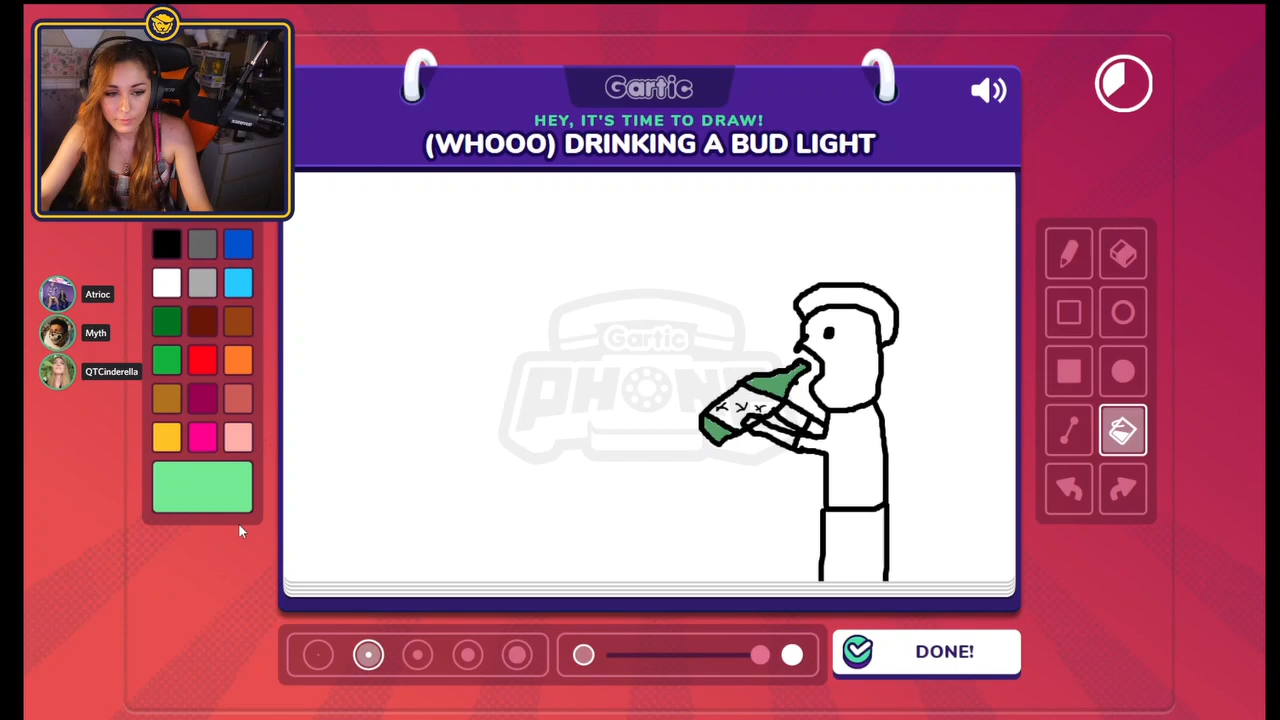 Gartic
HEY, IT'S TIME TO DRAW!
(WHOOO) DRINKING A BUD LIGHT
Atrioc
Myth
QTCinderella
Gartic
PHONE
DONE!